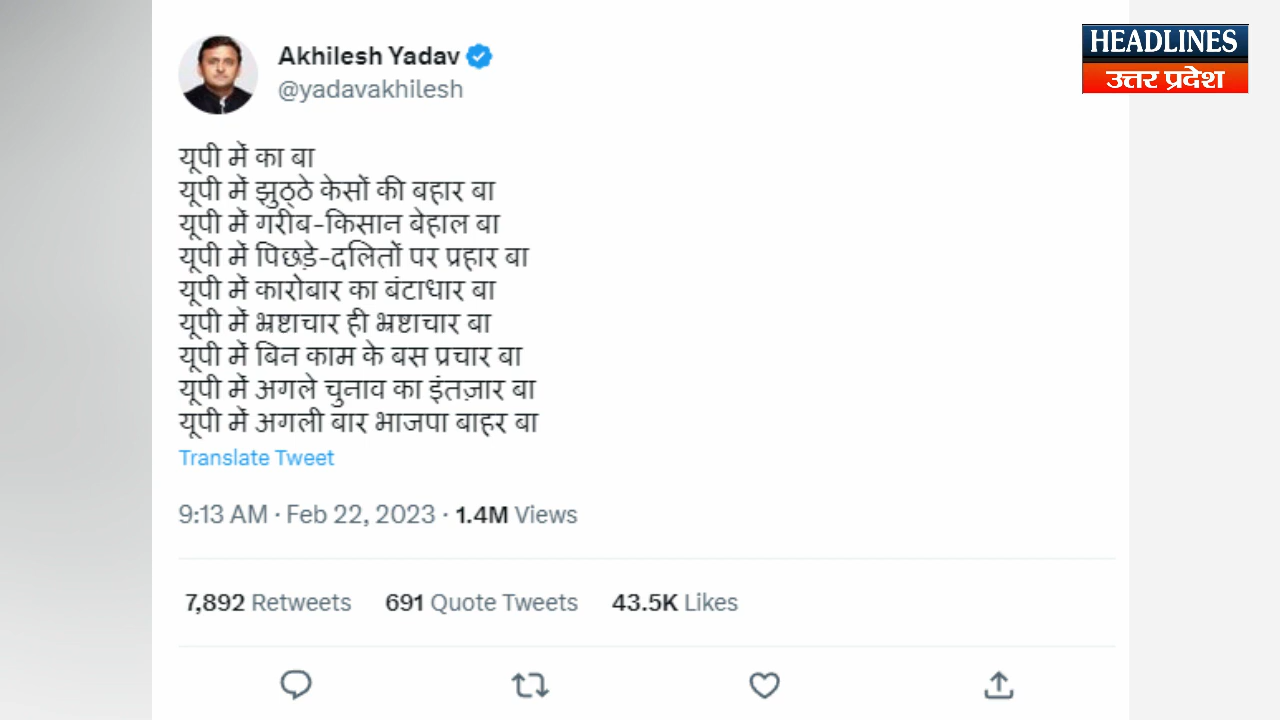 HEADLINES
उत्तर प्रदेश
Akhilesh Yadav
@yadavakhilesh
यूपी में का बा
यूपी में झुठ्ठे केसों की बहार बा
यूपी में गरीब-किसान बेहाल बा
यूपी में पिछड़े-दलितों पर प्रहार बा
यूपी में कारोबार का बंटाधार बा
यूपी में भ्रष्टाचार ही भ्रष्टाचार बा
यूपी में बिन काम के बस प्रचार बा
यूपी में अगले चुनाव का इंतज़ार बा
यूपी में अगली बार भाजपा बाहर बा
Translate Tweet
9:13 AM · Feb 22, 2023 · 1.4M Views
7,892 Retweets 691 Quote Tweets 43.5K Likes